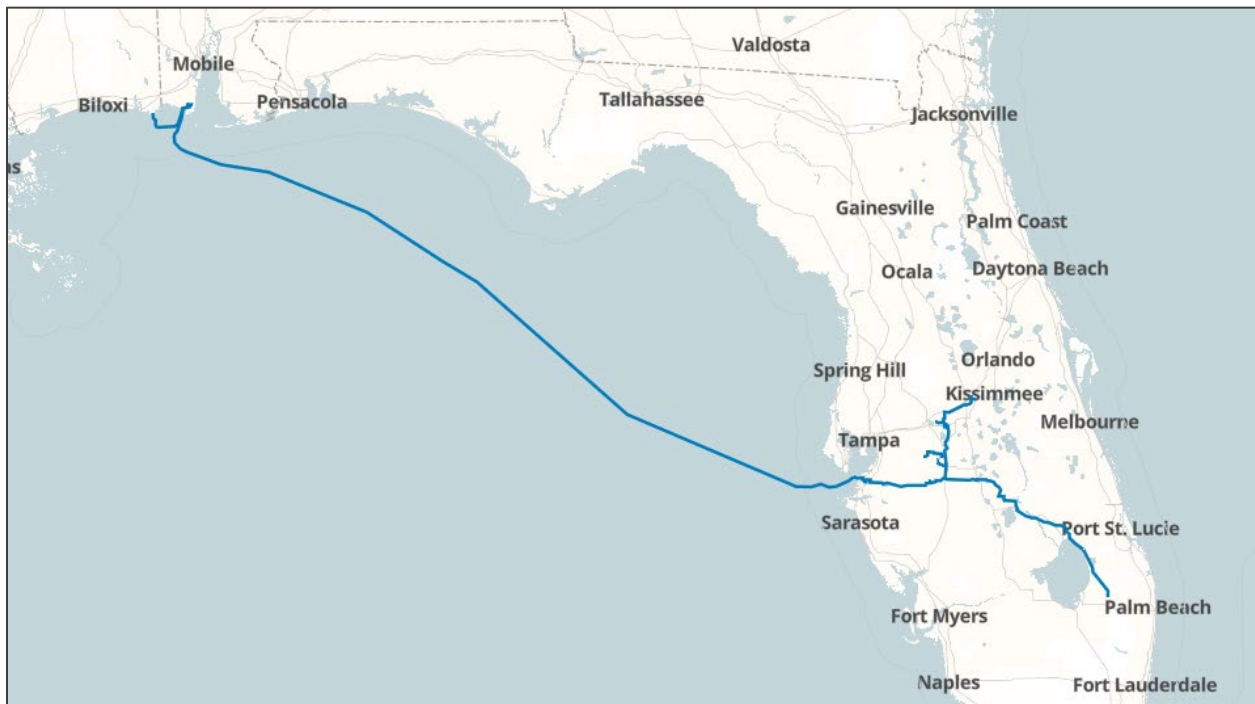 Valdosta
Mobile
Biloxi
Pensacola
Tallahassee
Jacksonville
ns
Gainesville
Palm Coast
Ocala
Daytona Beach
Orlando
Spring Hill
Kissimmee
Melbourne
Tampa
Sarasota
Port St. Lucie
Palm Beach
Fort Myers
Naples
Fort Lauderdale